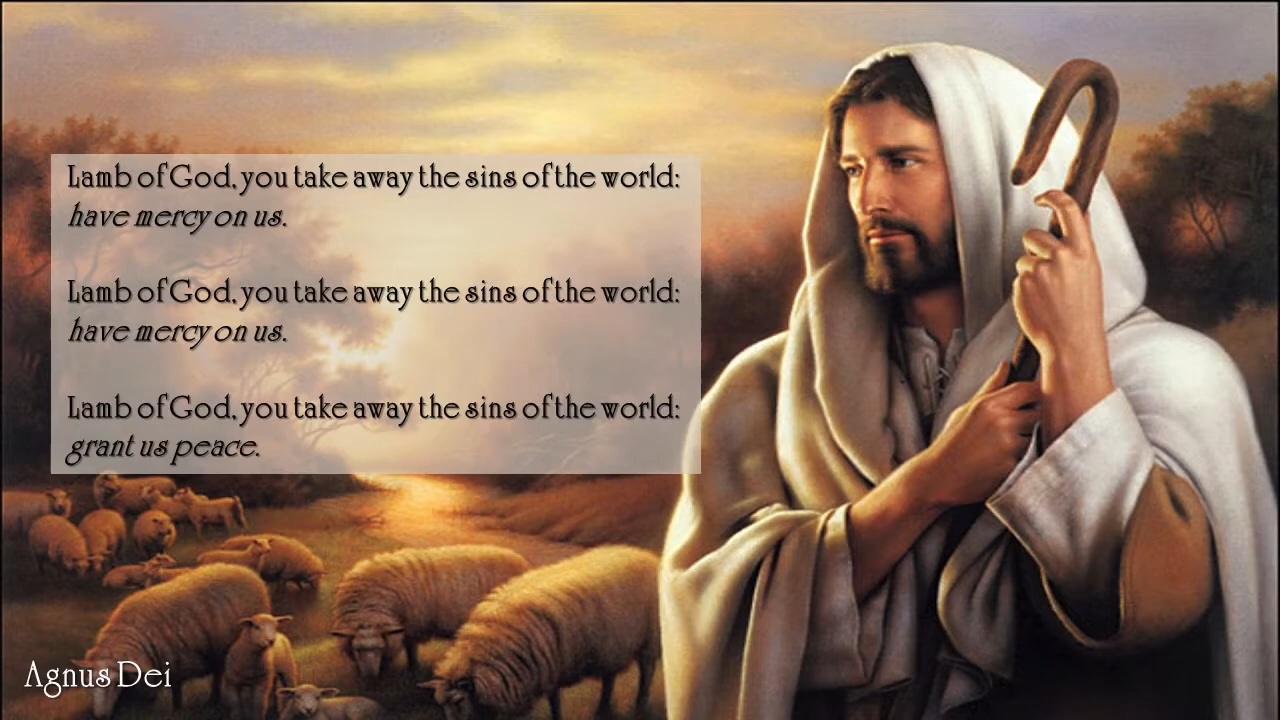 Lamb of God, you take away the sins of the world:
have mercy on us.
Lamb of God, you take away the sins of the world:
have mercy on us.
Lamb of God, you take away the sins of the world:
grant us peace.
Agnus Dei